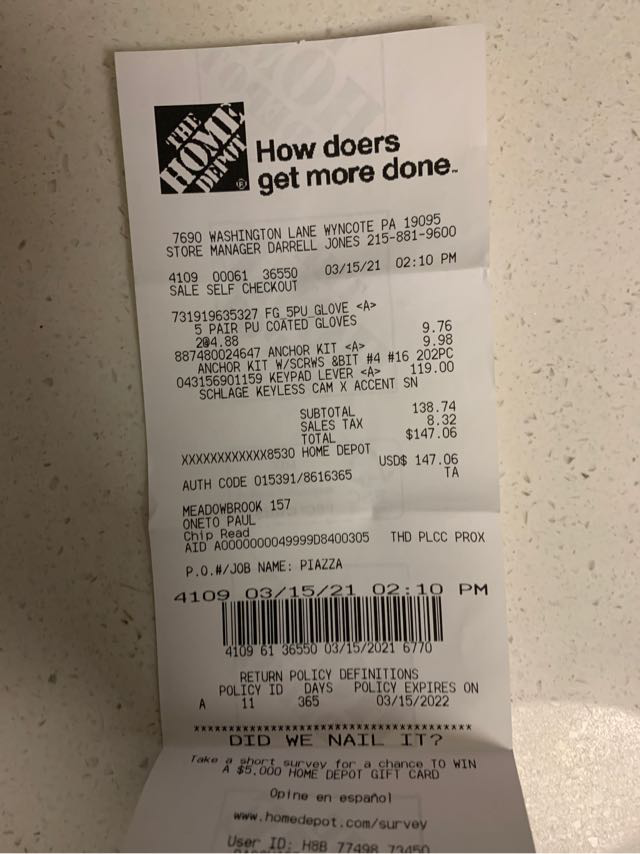 THE
HOME
DEPOT
®
How doers
get more done™
7690 WASHINGTON LANE WYNCOTE PA 19095
STORE MANAGER DARRELL JONES 215-881-9600
4109 00061 36550 03/15/21 02:10 PM
SALE SELF CHECKOUT
731919635327 FG_5PU_GLOVE <A>
5 PAIR PU COATED GLOVES
2@4.88 9.76
887480024647 ANCHOR KIT <A> 9.98
ANCHOR KIT W/SCRWS &BIT #4 #16 202PC
043156901159 KEYPAD LEVER <A> 119.00
SCHLAGE KEYLESS CAM X ACCENT SN
SUBTOTAL 138.74
SALES TAX 8.32
TOTAL $147.06
XXXXXXXXXXXX8530 HOME DEPOT
USD$ 147.06
AUTH CODE 015391/8616365 TA
MEADOWBROOK 157
ONETO PAUL
Chip Read
AID A0000000049999D8400305 THD PLCC PROX
P.O.#/JOB NAME: PIAZZA
4109 03/15/21 02:10 PM
4109 61 36550 03/15/2021 6770
RETURN POLICY DEFINITIONS
POLICY ID DAYS POLICY EXPIRES ON
A 11 365 03/15/2022
DID WE NAIL IT?
Take a short survey for a chance TO WIN
A $5,000 HOME DEPOT GIFT CARD
Opine en español
www.homedepot.com/survey
User ID: H8B 77498 73450